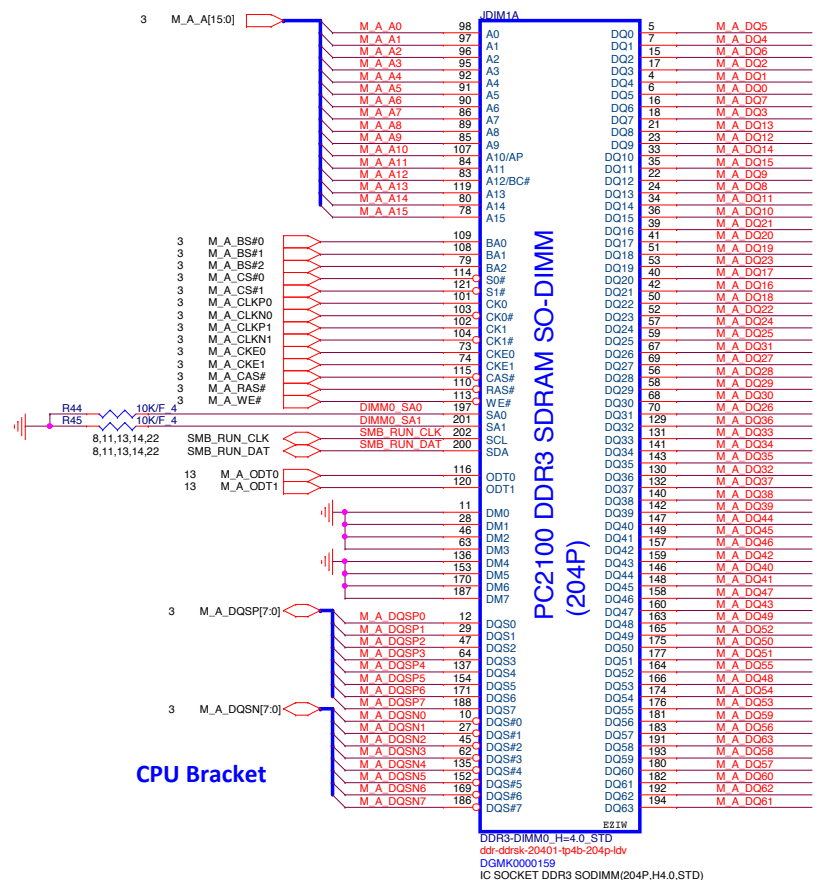 JDIM1A
3 M_A_A[15:0]
M_A_A0 98 A0
M_A_A1 97 A1
M_A_A2 96 A2
M_A_A3 95 A3
M_A_A4 92 A4
M_A_A5 91 A5
M_A_A6 90 A6
M_A_A7 86 A7
M_A_A8 89 A8
M_A_A9 85 A9
M_A_A10 107 A10/AP
M_A_A11 84 A11
M_A_A12 83 A12/BC#
M_A_A13 119 A13
M_A_A14 80 A14
M_A_A15 78 A15
3 M_A_BS#0 109 BA0
3 M_A_BS#1 108 BA1
3 M_A_BS#2 79 BA2
3 M_A_CS#0 114 S0#
3 M_A_CS#1 121 S1#
3 M_A_CLKP0 101 CK0
3 M_A_CLKN0 103 CK0#
3 M_A_CLKP1 102 CK1
3 M_A_CLKN1 104 CK1#
3 M_A_CKE0 73 CKE0
3 M_A_CKE1 74 CKE1
3 M_A_CAS# 115 CAS#
3 M_A_RAS# 110 RAS#
3 M_A_WE# 113 WE#
R44 10K/F_4 DIMM0_SA0 197 SA0
R45 10K/F_4 DIMM0_SA1 201 SA1
8,11,13,14,22 SMB_RUN_CLK SMB_RUN_CLK 202 SCL
8,11,13,14,22 SMB_RUN_DAT SMB_RUN_DAT 200 SDA
13 M_A_ODT0 116 ODT0
13 M_A_ODT1 120 ODT1
11 DM0
28 DM1
46 DM2
63 DM3
136 DM4
153 DM5
170 DM6
187 DM7
3 M_A_DQSP[7:0]
M_A_DQSP0 12 DQS0
M_A_DQSP1 29 DQS1
M_A_DQSP2 47 DQS2
M_A_DQSP3 64 DQS3
M_A_DQSP4 137 DQS4
M_A_DQSP5 154 DQS5
M_A_DQSP6 171 DQS6
M_A_DQSP7 188 DQS7
3 M_A_DQSN[7:0]
M_A_DQSN0 10 DQS#0
M_A_DQSN1 27 DQS#1
M_A_DQSN2 45 DQS#2
M_A_DQSN3 62 DQS#3
M_A_DQSN4 135 DQS#4
M_A_DQSN5 152 DQS#5
M_A_DQSN6 169 DQS#6
M_A_DQSN7 186 DQS#7
CPU Bracket
PC2100 DDR3 SDRAM SO-DIMM
(204P)
DQ0 5 M_A_DQ5
DQ1 7 M_A_DQ4
DQ2 15 M_A_DQ6
DQ3 17 M_A_DQ2
DQ4 4 M_A_DQ1
DQ5 6 M_A_DQ0
DQ6 16 M_A_DQ7
DQ7 18 M_A_DQ3
DQ8 21 M_A_DQ13
DQ9 23 M_A_DQ12
DQ10 33 M_A_DQ14
DQ11 35 M_A_DQ15
DQ12 22 M_A_DQ9
DQ13 24 M_A_DQ8
DQ14 34 M_A_DQ11
DQ15 36 M_A_DQ10
DQ16 39 M_A_DQ21
DQ17 41 M_A_DQ20
DQ18 51 M_A_DQ19
DQ19 53 M_A_DQ23
DQ20 40 M_A_DQ17
DQ21 42 M_A_DQ16
DQ22 50 M_A_DQ18
DQ23 52 M_A_DQ22
DQ24 57 M_A_DQ24
DQ25 59 M_A_DQ25
DQ26 67 M_A_DQ31
DQ27 69 M_A_DQ27
DQ28 56 M_A_DQ28
DQ29 58 M_A_DQ29
DQ30 68 M_A_DQ30
DQ31 70 M_A_DQ26
DQ32 129 M_A_DQ36
DQ33 131 M_A_DQ33
DQ34 141 M_A_DQ34
DQ35 143 M_A_DQ35
DQ36 130 M_A_DQ32
DQ37 132 M_A_DQ37
DQ38 140 M_A_DQ38
DQ39 142 M_A_DQ39
DQ40 147 M_A_DQ44
DQ41 149 M_A_DQ45
DQ42 157 M_A_DQ46
DQ43 159 M_A_DQ42
DQ44 146 M_A_DQ40
DQ45 148 M_A_DQ41
DQ46 158 M_A_DQ47
DQ47 160 M_A_DQ43
DQ48 163 M_A_DQ49
DQ49 165 M_A_DQ52
DQ50 175 M_A_DQ50
DQ51 177 M_A_DQ51
DQ52 164 M_A_DQ55
DQ53 166 M_A_DQ48
DQ54 174 M_A_DQ54
DQ55 176 M_A_DQ53
DQ56 181 M_A_DQ59
DQ57 183 M_A_DQ56
DQ58 191 M_A_DQ63
DQ59 193 M_A_DQ58
DQ60 180 M_A_DQ57
DQ61 182 M_A_DQ60
DQ62 192 M_A_DQ62
DQ63 194 M_A_DQ61
EZIW
DDR3-DIMM0_H=4.0_STD
ddr-ddrsk-20401-tp4b-204p-ldv
DGMK0000159
IC SOCKET DDR3 SODIMM(204P,H4.0,STD)